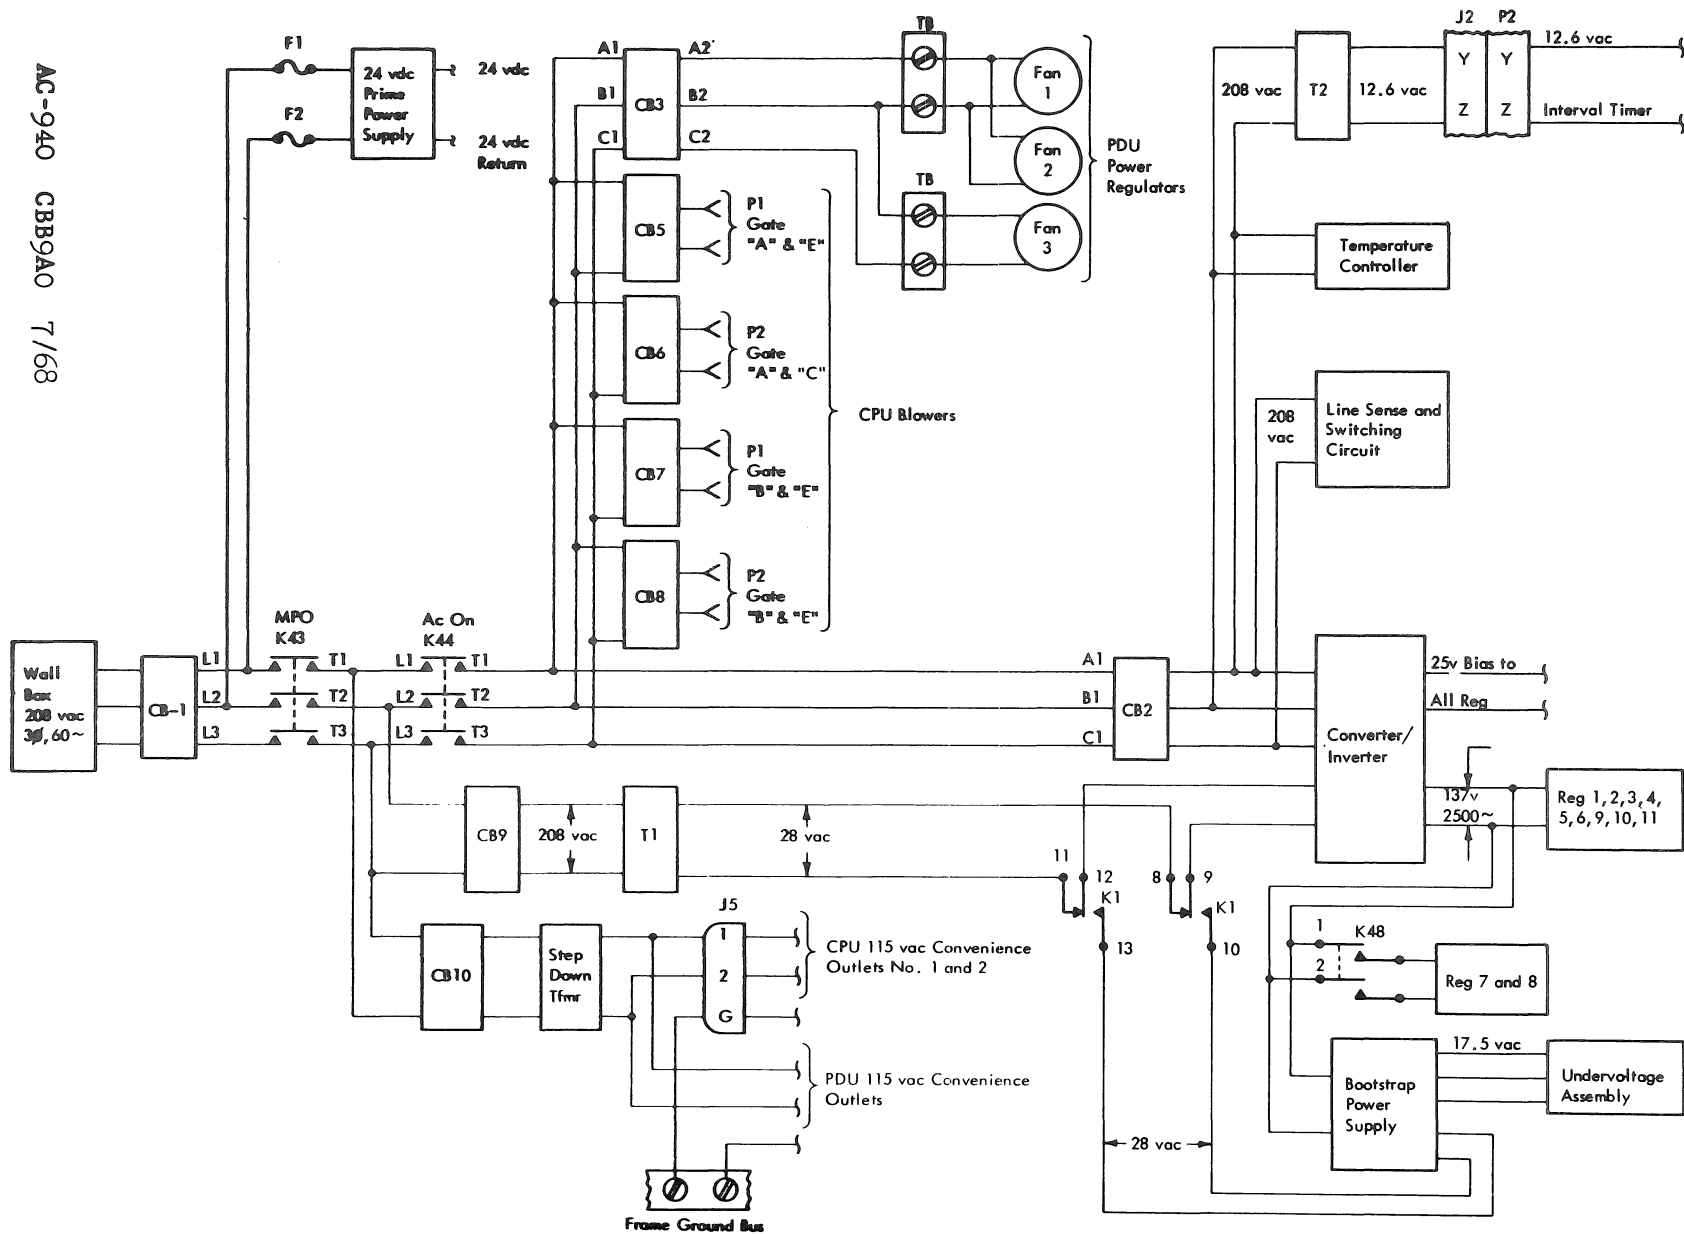 AC-940 CBB9A0 7/68
F1
F2
24 vdc
Prime
Power
Supply
24 vdc
24 vdc
Return
A1
B1
C1
CB3
A2'
B2
C2
TB
Fan
1
Fan
2
TB
Fan
3
PDU
Power
Regulators
CB5
P1
Gate
"A" & "E"
CB6
P2
Gate
"A" & "C"
CB7
P1
Gate
"B" & "E"
CB8
P2
Gate
"B" & "E"
CPU Blowers
208 vac
T2
12.6 vac
J2
Y
Z
P2
Y
Z
12.6 vac
Interval Timer
Temperature
Controller
208
vac
Line Sense and
Switching
Circuit
Wall
Box
208 vac
3Ø, 60~
CB-1
L1
L2
L3
MPO
K43
T1
T2
T3
L1
L2
L3
Ac On
K44
T1
T2
T3
A1
B1
C1
CB2
Converter/
Inverter
25v Bias to
All Reg
137v
2500~
Reg 1,2,3,4,
5,6,9,10,11
CB9
208 vac
T1
28 vac
11
12
K1
13
8
9
K1
10
CB10
Step
Down
Tfmr
J5
1
2
G
CPU 115 vac Convenience
Outlets No. 1 and 2
PDU 115 vac Convenience
Outlets
Frame Ground Bus
28 vac
1
2
K48
Reg 7 and 8
Bootstrap
Power
Supply
17.5 vac
Undervoltage
Assembly